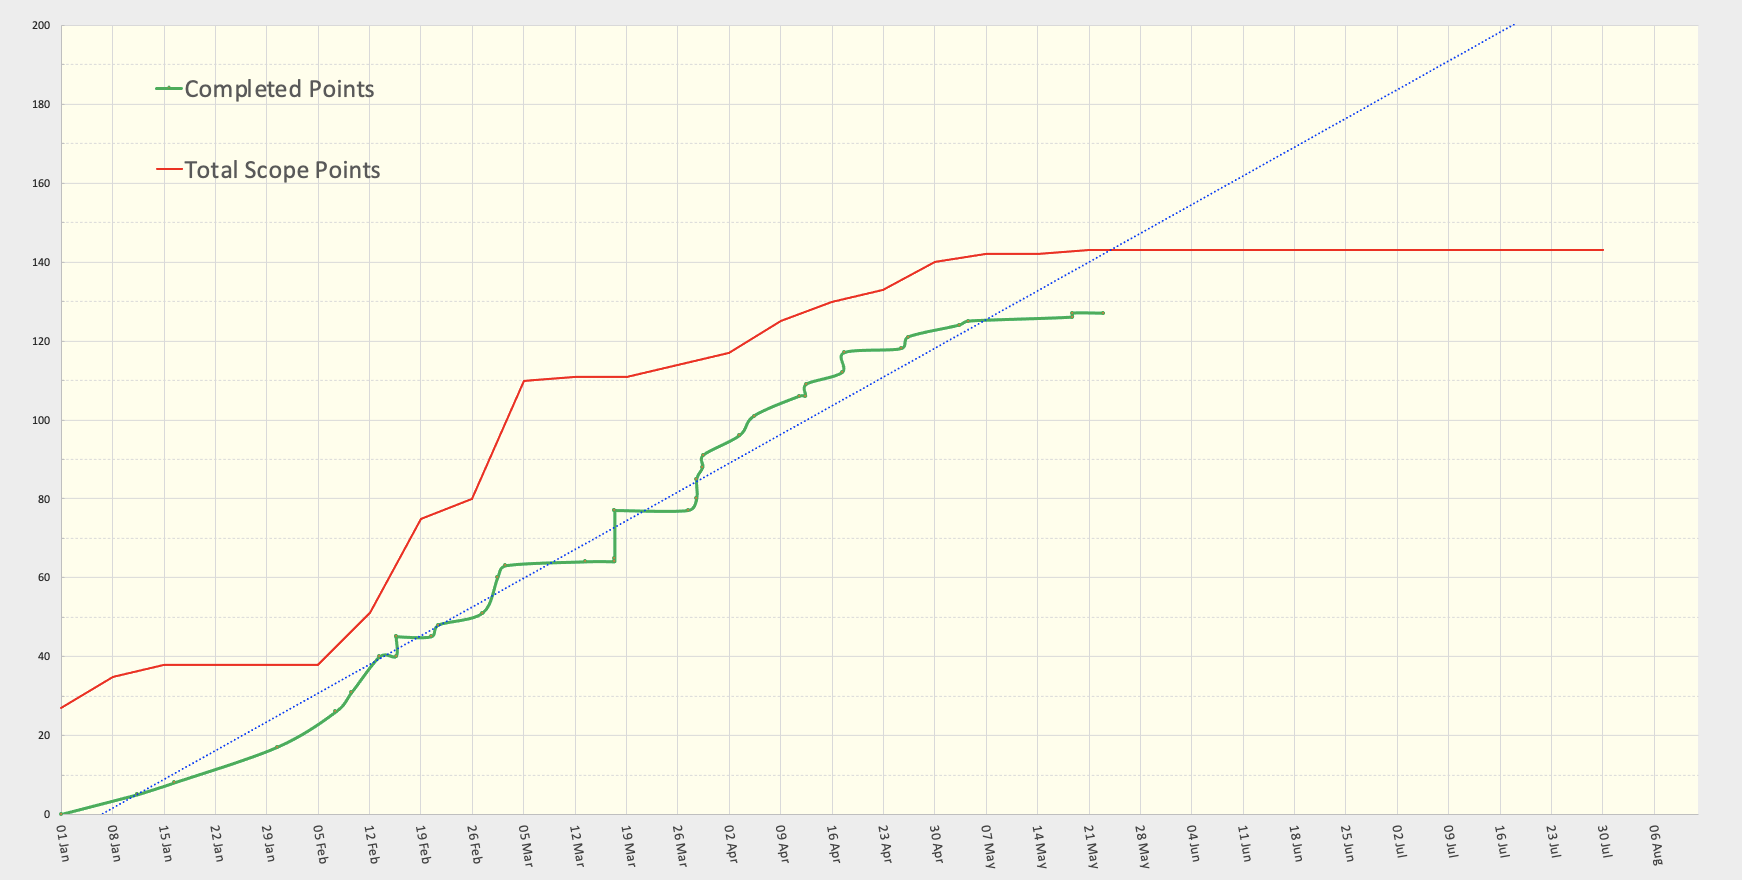 200
180
160
140
120
100
80
60
40
20
0
Completed Points
Total Scope Points
01 Jan
08 Jan
15 Jan
22 Jan
29 Jan
05 Feb
12 Feb
19 Feb
26 Feb
05 Mar
12 Mar
19 Mar
26 Mar
02 Apr
09 Apr
16 Apr
23 Apr
30 Apr
07 May
14 May
21 May
28 May
04 Jun
11 Jun
18 Jun
25 Jun
02 Jul
09 Jul
16 Jul
23 Jul
30 Jul
06 Aug